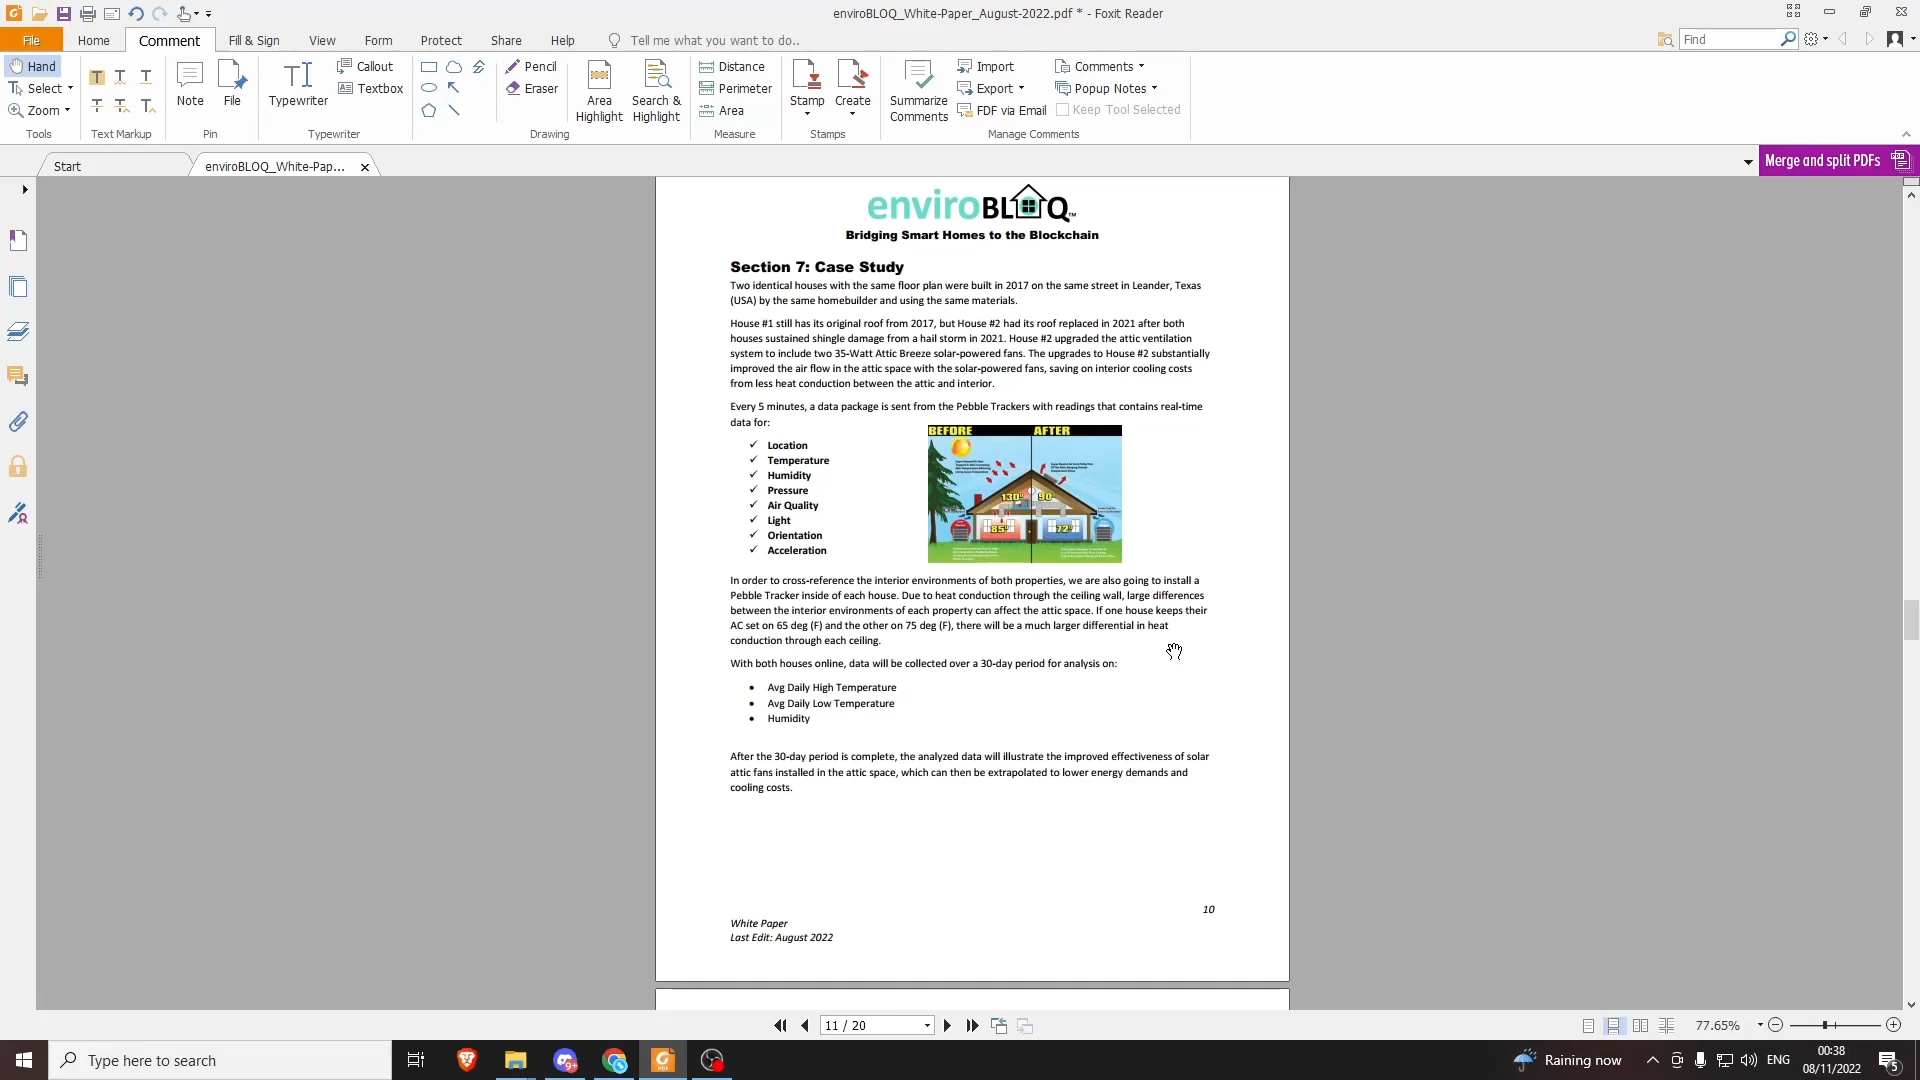 enviroBLOQ_White-Paper_August-2022.pdf * - Foxit Reader
File Home Comment Fill & Sign View Form Protect Share Help Tell me what you want to do.. Find
Hand
Select
Zoom
Tools
Text Markup
Note
File
Pin
Typewriter
Callout
Textbox
Typewriter
Pencil
Eraser
Area Highlight
Search & Highlight
Drawing
Distance
Perimeter
Area
Measure
Stamp
Create
Stamps
Summarize Comments
Import
Export
FDF via Email
Comments
Popup Notes
Keep Tool Selected
Manage Comments
Start
enviroBLOQ_White-Pap...
Merge and split PDFs
enviroBLOQ™
Bridging Smart Homes to the Blockchain
Section 7: Case Study
Two identical houses with the same floor plan were built in 2017 on the same street in Leander, Texas
(USA) by the same homebuilder and using the same materials.
House #1 still has its original roof from 2017, but House #2 had its roof replaced in 2021 after both
houses sustained shingle damage from a hail storm in 2021. House #2 upgraded the attic ventilation
system to include two 35-Watt Attic Breeze solar-powered fans. The upgrades to House #2 substantially
improved the air flow in the attic space with the solar-powered fans, saving on interior cooling costs
from less heat conduction between the attic and interior.
Every 5 minutes, a data package is sent from the Pebble Trackers with readings that contains real-time
data for:
✓ Location
✓ Temperature
✓ Humidity
✓ Pressure
✓ Air Quality
✓ Light
✓ Orientation
✓ Acceleration
BEFORE AFTER
130° 90°
85° 72°
In order to cross-reference the interior environments of both properties, we are also going to install a
Pebble Tracker inside of each house. Due to heat conduction through the ceiling wall, large differences
between the interior environments of each property can affect the attic space. If one house keeps their
AC set on 65 deg (F) and the other on 75 deg (F), there will be a much larger differential in heat
conduction through each ceiling.
With both houses online, data will be collected over a 30-day period for analysis on:
• Avg Daily High Temperature
• Avg Daily Low Temperature
• Humidity
After the 30-day period is complete, the analyzed data will illustrate the improved effectiveness of solar
attic fans installed in the attic space, which can then be extrapolated to lower energy demands and
cooling costs.
10
White Paper
Last Edit: August 2022
11 / 20
77.65%
Type here to search
9+
Raining now
ENG
00:38
08/11/2022
5